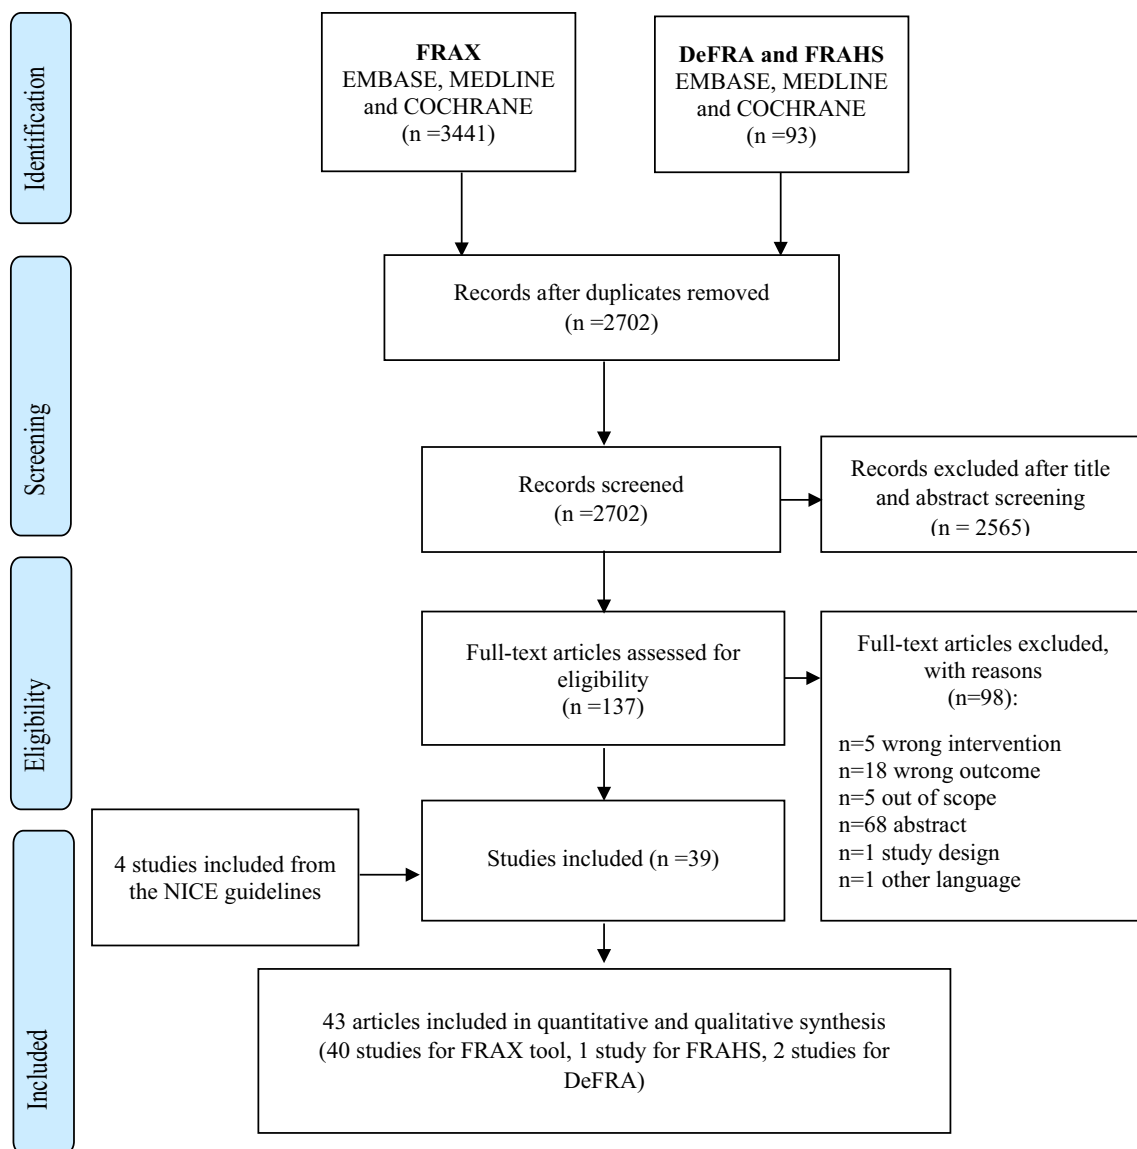 Identification
FRAX
EMBASE, MEDLINE
and COCHRANE
(n =3441)
DeFRA and FRAHS
EMBASE, MEDLINE
and COCHRANE
(n =93)
Screening
Records after duplicates removed
(n =2702)
Records screened
(n =2702)
Records excluded after title
and abstract screening
(n = 2565)
Eligibility
Full-text articles assessed for
eligibility
(n =137)
Full-text articles excluded,
with reasons
(n=98):
n=5 wrong intervention
n=18 wrong outcome
n=5 out of scope
n=68 abstract
n=1 study design
n=1 other language
Included
4 studies included from
the NICE guidelines
Studies included (n =39)
43 articles included in quantitative and qualitative synthesis
(40 studies for FRAX tool, 1 study for FRAHS, 2 studies for
DeFRA)